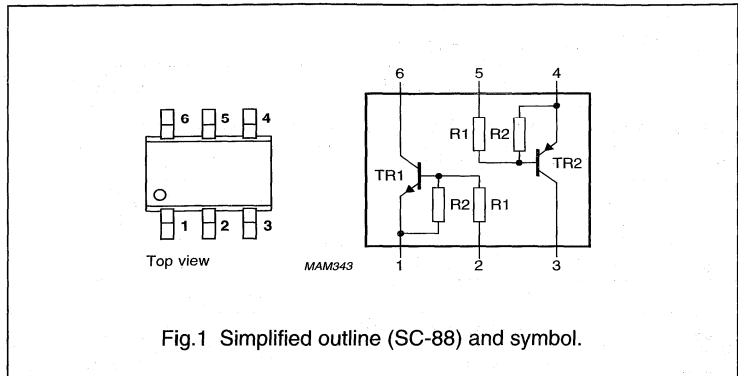 6 5 4
1 2 3
Top view
6 5 4
R1 R2
TR2
TR1
R2 R1
1 2 3
MAM343
Fig.1 Simplified outline (SC-88) and symbol.